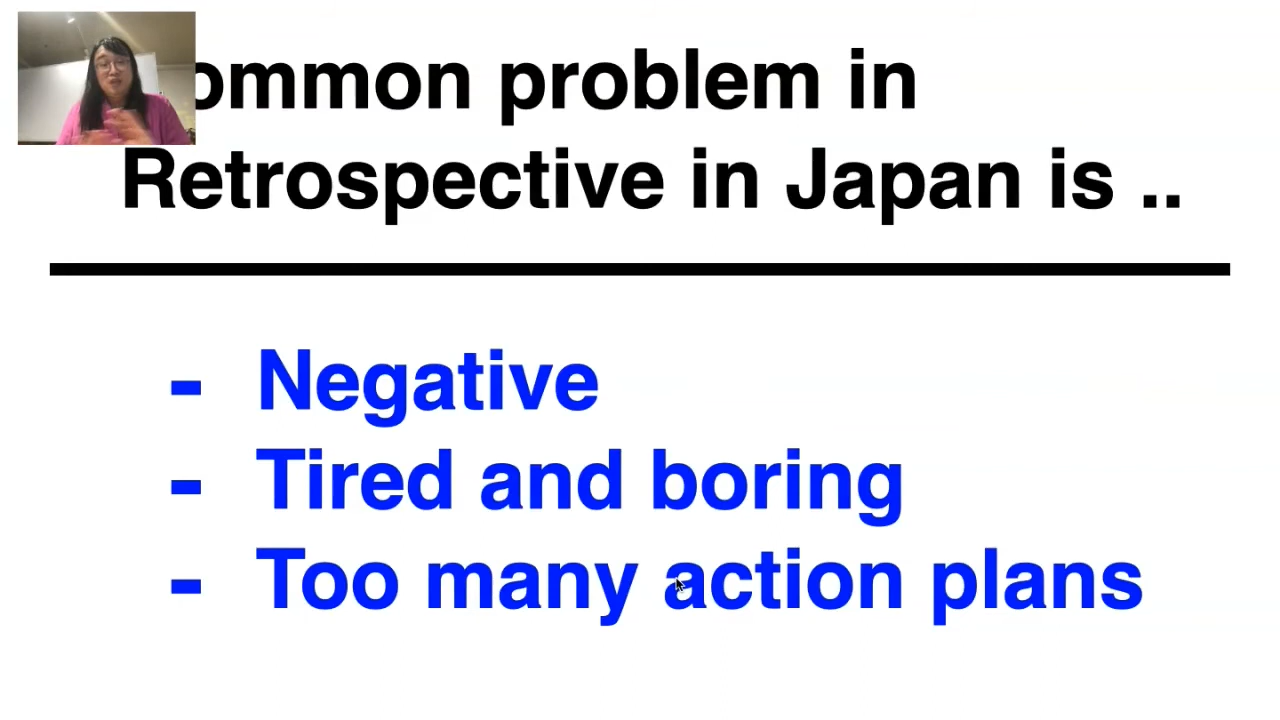 ommon problem in
Retrospective in Japan is ..
- Negative
- Tired and boring
- Too many action plans